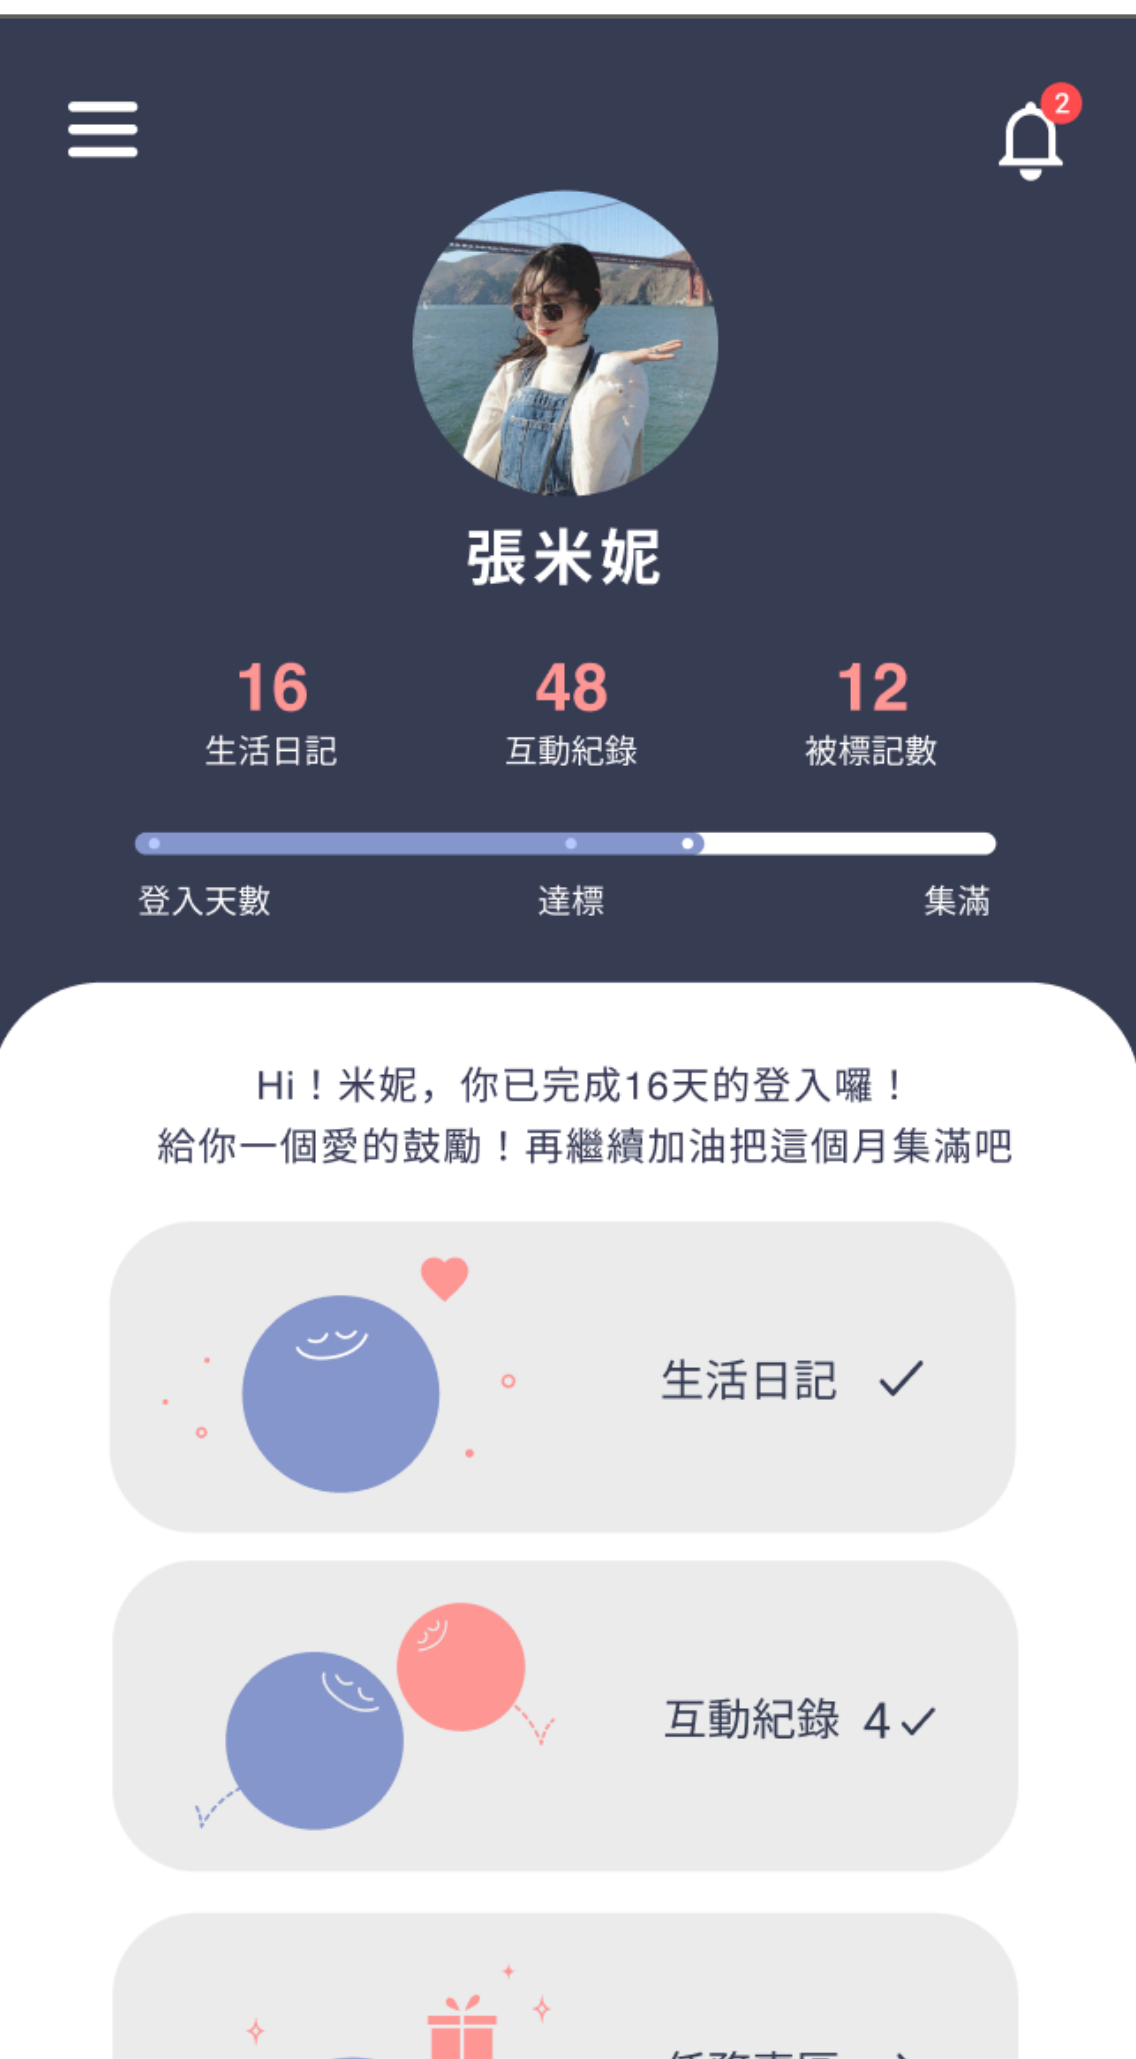 2
張米妮
16 48 12
生活日記 互動紀錄 被標記數
登入天數 達標 集滿
Hi！米妮，你已完成16天的登入囉！
給你一個愛的鼓勵！再繼續加油把這個月集滿吧
生活日記
互動紀錄 4